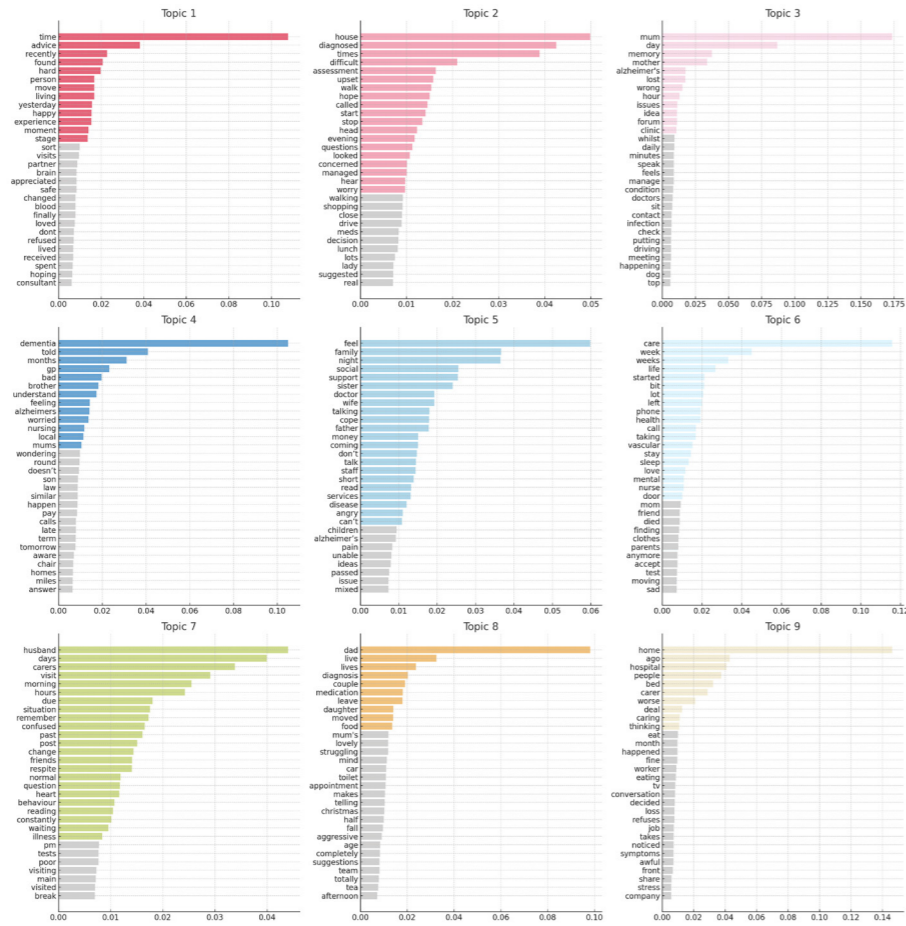 Topic 1
time
advice
recently
found
hard
person
move
living
yesterday
happy
experience
moment
stage
sort
visits
partner
brain
appreciated
safe
changed
blood
finally
loved
dont
refused
lived
received
spent
hoping
consultant
0.00 0.02 0.04 0.06 0.08 0.10
Topic 2
house
diagnosed
times
difficult
assessment
upset
walk
hope
called
start
stop
head
evening
questions
looked
concerned
managed
hear
worry
walking
shopping
close
drive
meds
decision
lunch
lots
lady
suggested
real
0.00 0.01 0.02 0.03 0.04 0.05
Topic 3
mum
day
memory
mother
alzheimer's
lost
wrong
hour
issues
idea
forum
clinic
whilst
daily
minutes
speak
feels
manage
condition
doctors
sit
contact
infection
check
putting
driving
meeting
happening
dog
top
0.000 0.025 0.050 0.075 0.100 0.125 0.150 0.175
Topic 4
dementia
told
months
gp
bad
brother
understand
feeling
alzheimers
worried
nursing
local
mums
wondering
round
doesn't
son
law
similar
happen
pay
calls
late
term
tomorrow
aware
chair
homes
miles
answer
0.00 0.02 0.04 0.06 0.08 0.10
Topic 5
feel
family
night
social
support
sister
doctor
wife
talking
cope
father
money
coming
don't
talk
staff
short
read
services
disease
angry
can't
children
alzheimer's
pain
unable
ideas
passed
issue
mixed
0.00 0.01 0.02 0.03 0.04 0.05 0.06
Topic 6
care
week
weeks
life
started
bit
lot
left
phone
health
call
taking
vascular
stay
sleep
love
mental
nurse
door
mom
friend
died
finding
clothes
parents
anymore
accept
test
moving
sad
0.00 0.02 0.04 0.06 0.08 0.10 0.12
Topic 7
husband
days
carers
visit
morning
hours
due
situation
remember
confused
past
post
change
friends
respite
normal
question
heart
behaviour
reading
constantly
waiting
illness
pm
tests
poor
visiting
main
visited
break
0.00 0.01 0.02 0.03 0.04
Topic 8
dad
live
lives
diagnosis
couple
medication
leave
daughter
moved
food
mum's
lovely
struggling
mind
car
toilet
appointment
makes
telling
christmas
half
fall
aggressive
age
completely
suggestions
team
totally
tea
afternoon
0.00 0.02 0.04 0.06 0.08 0.10
Topic 9
home
ago
hospital
people
bed
carer
worse
deal
caring
thinking
eat
month
happened
fine
worker
eating
tv
conversation
decided
loss
refuses
job
takes
noticed
symptoms
awful
front
share
stress
company
0.00 0.02 0.04 0.06 0.08 0.10 0.12 0.14